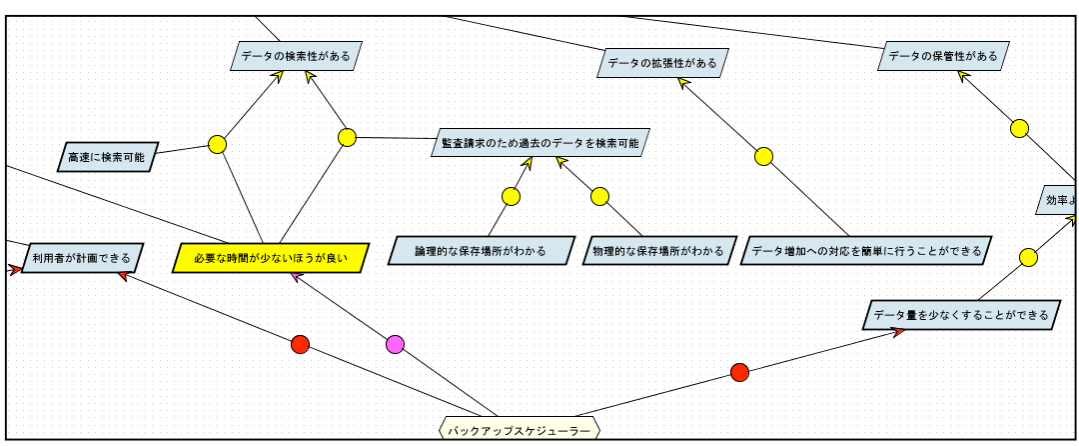 データの検索性がある
データの拡張性がある
データの保管性がある
高速に検索可能
監査請求のため過去のデータを検索可能
効率よ
利用者が計画できる
必要な時間が少ないほうが良い
論理的な保存場所がわかる
物理的な保存場所がわかる
データ増加への対応を簡単に行うことができる
データ量を少なくすることができる
バックアップスケジューラー